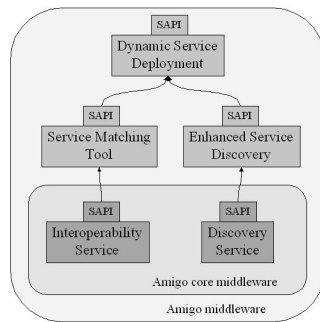 SAPI
Dynamic Service
Deployment
SAPI
Service Matching
Tool
SAPI
Enhanced Service
Discovery
SAPI
Interoperability
Service
SAPI
Discovery
Service
Amigo core middleware
Amigo middleware